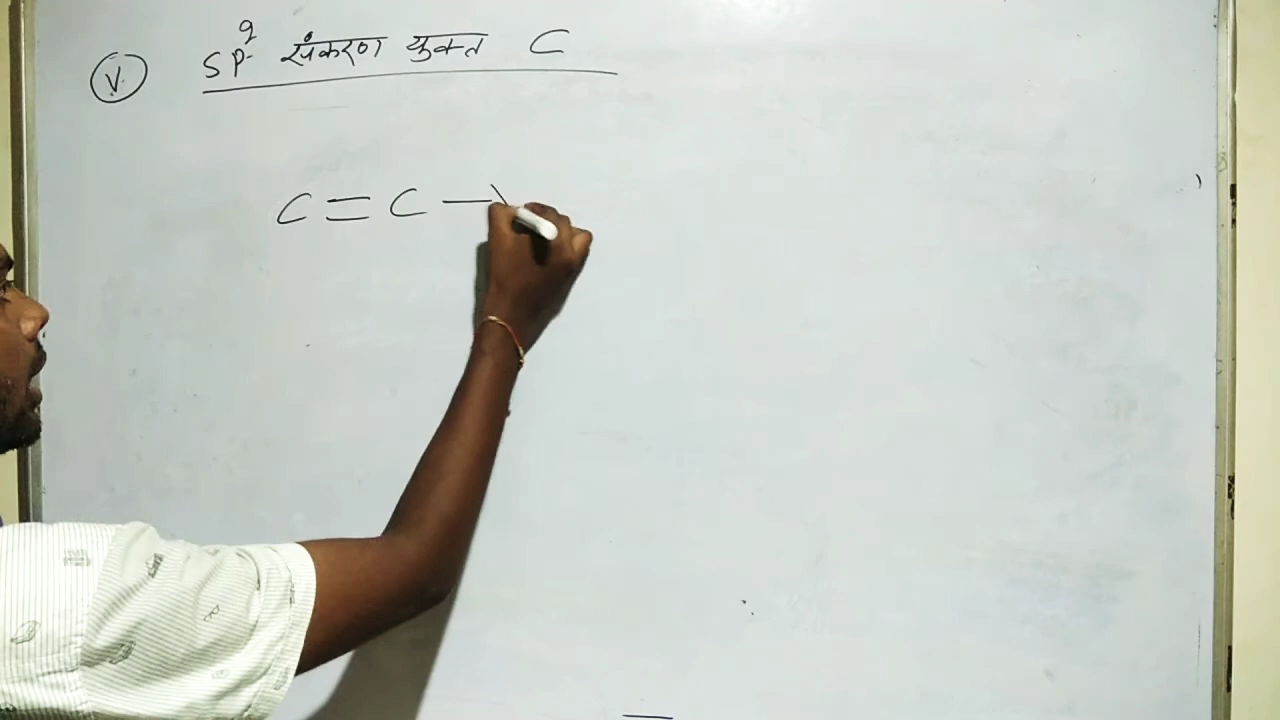 (V) SP² संकरण युक्त C
C = C —